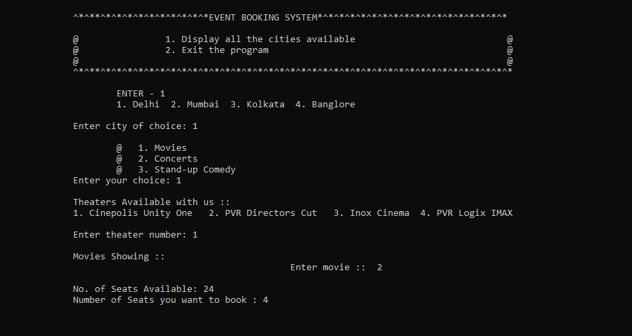 ^*^**^*^*^*^*^*^*^*^*^*^*EVENT BOOKING SYSTEM*^*^*^*^*^*^*^*^*^*^*^*^*^*^*^*^*^*
@ 1. Display all the cities available @
@ 2. Exit the program @
@ @
^*^**^*^*^*^*^*^*^*^*^*^*^*^*^*^*^*^*^*^*^*^*^*^*^*^*^*^*^*^*^*^*^*^*^*^*^*^*^*^*
ENTER - 1
1. Delhi 2. Mumbai 3. Kolkata 4. Banglore
Enter city of choice: 1
@ 1. Movies
@ 2. Concerts
@ 3. Stand-up Comedy
Enter your choice: 1
Theaters Available with us ::
1. Cinepolis Unity One 2. PVR Directors Cut 3. Inox Cinema 4. PVR Logix IMAX
Enter theater number: 1
Movies Showing ::
Enter movie :: 2
No. of Seats Available: 24
Number of Seats you want to book : 4